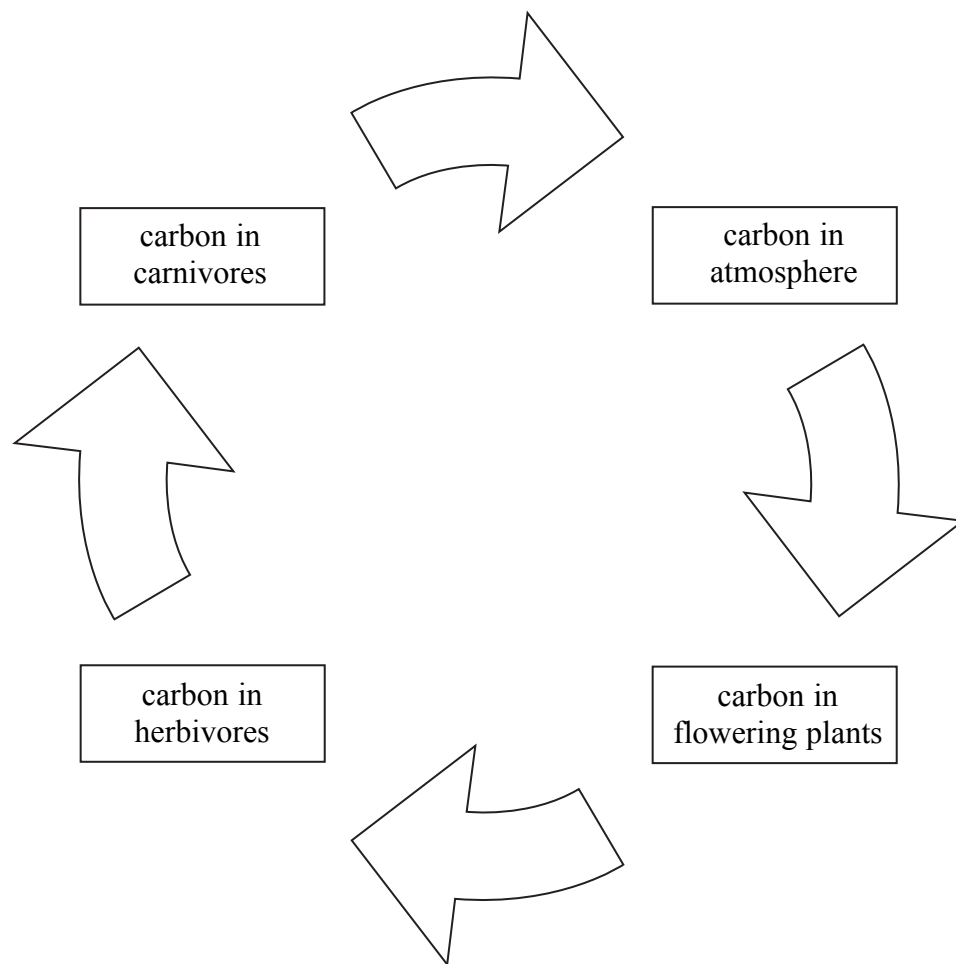 carbon in
carnivores
carbon in
atmosphere
carbon in
herbivores
carbon in
flowering plants